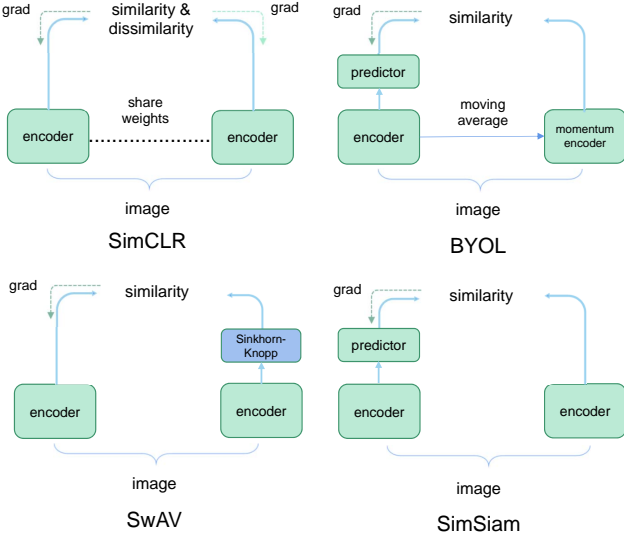 grad
similarity &
dissimilarity
grad
share
weights
encoder
encoder
image
SimCLR
grad
similarity
predictor
encoder
moving
average
momentum
encoder
image
BYOL
grad
similarity
Sinkhorn-
Knopp
encoder
encoder
image
SwAV
grad
similarity
predictor
encoder
encoder
image
SimSiam